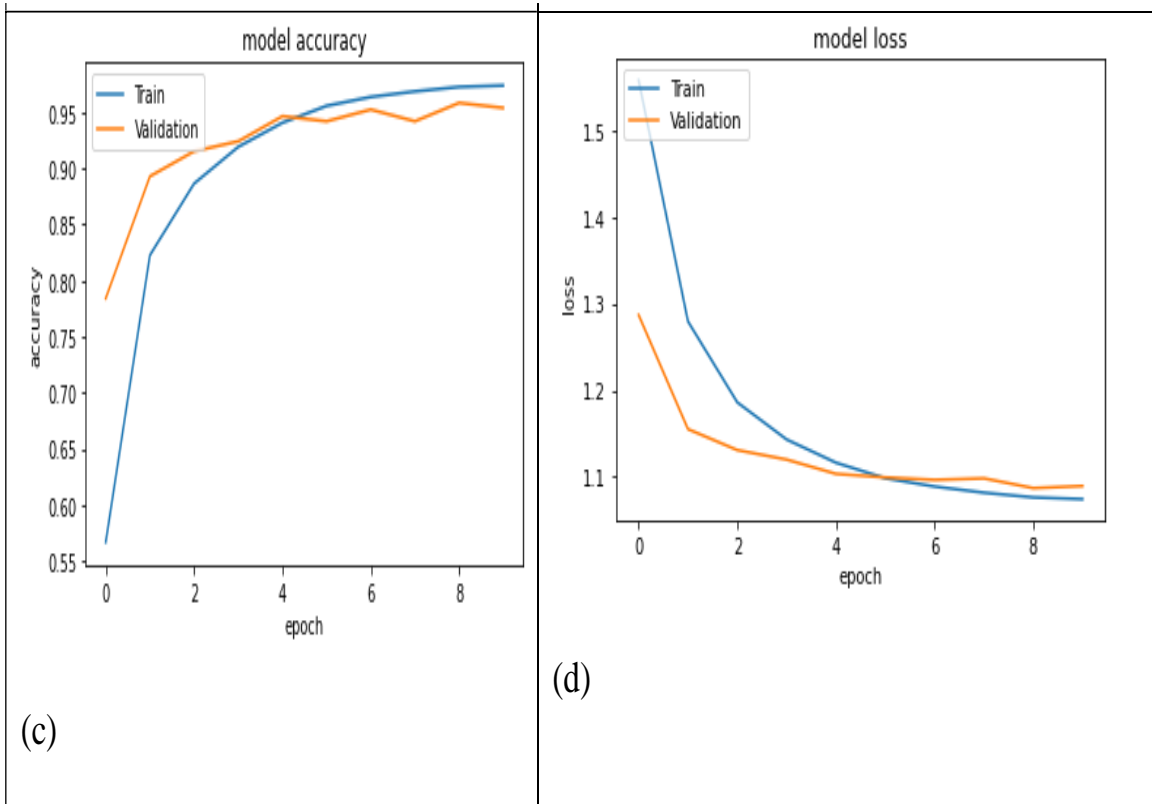 model accuracy
Train
Validation
0.95
0.90
0.85
0.80
0.75
0.70
0.65
0.60
0.55
accuracy
0 2 4 6 8
epoch
(c)
model loss
Train
Validation
1.5
1.4
1.3
1.2
1.1
loss
0 2 4 6 8
epoch
(d)